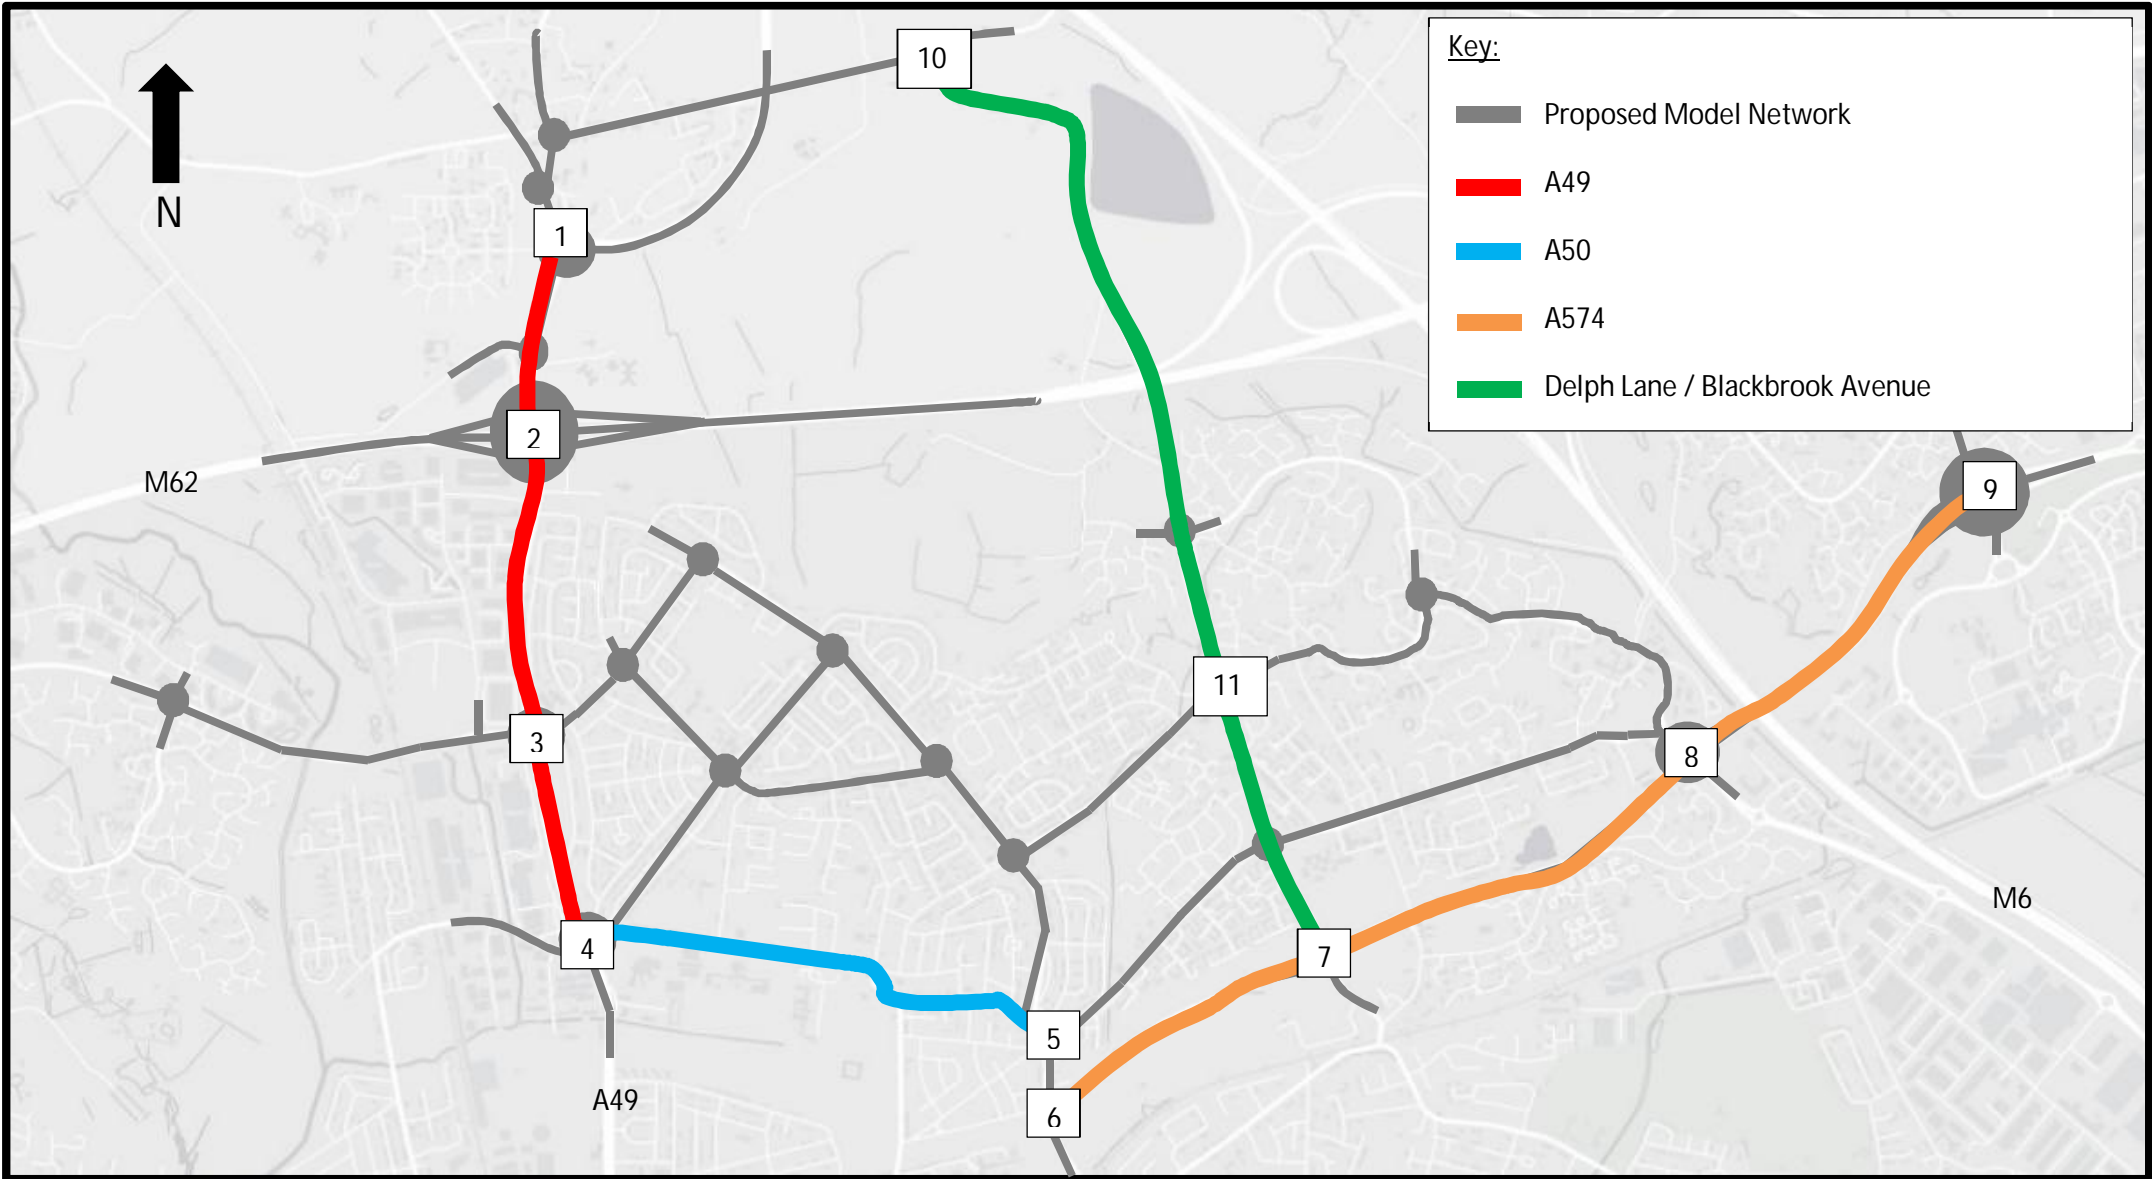 10
Key:
Proposed Model Network
A49
A50
A574
Delph Lane / Blackbrook Avenue
N
1
2
M62
9
11
3
8
M6
4
7
5
A49
6